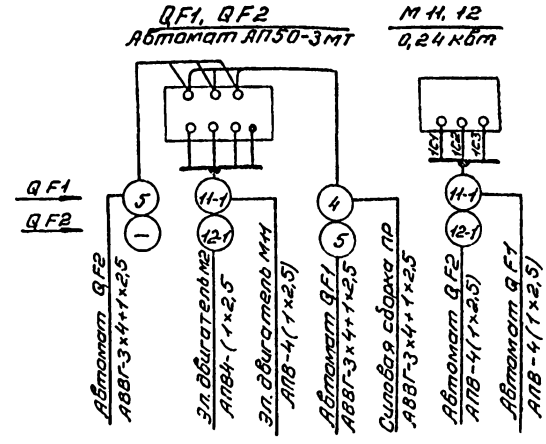 QF1, QF2
Автомат АП50-3МТ
М 11, 12
0,24 кВт
1С1
1С2
1С3
QF1
QF2
5
–
11-1
12-1
4
5
11-1
12-1
Автомат QF2
АВВГ-3×4+1×2,5
Эл. двигатель М2
АПВ4-(1×2,5
Эл. двигатель М11
АПВ-4(1×2,5)
Автомат QF1
АВВГ-3×4+1×2,5
Силовая сборка ПР
АВВГ-3×4+1×2,5
Автомат QF2
АПВ-4(1×2,5)
Автомат QF1
АПВ-4(1×2,5)